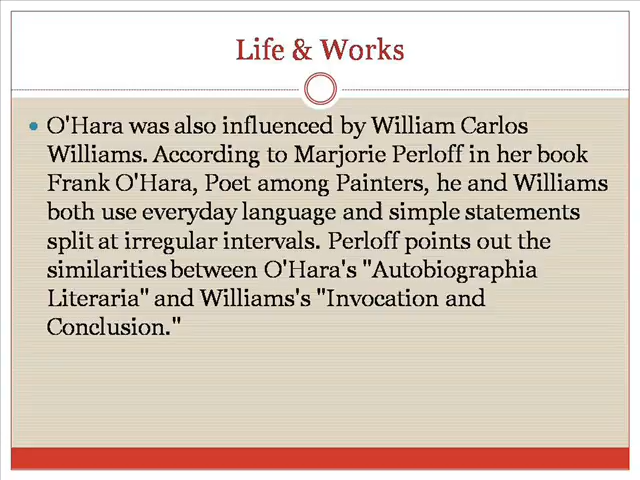 Life & Works
O'Hara was also influenced by William Carlos
Williams. According to Marjorie Perloff in her book
Frank O'Hara, Poet among Painters, he and Williams
both use everyday language and simple statements
split at irregular intervals. Perloff points out the
similarities between O'Hara's "Autobiographia
Literaria" and Williams's "Invocation and
Conclusion."